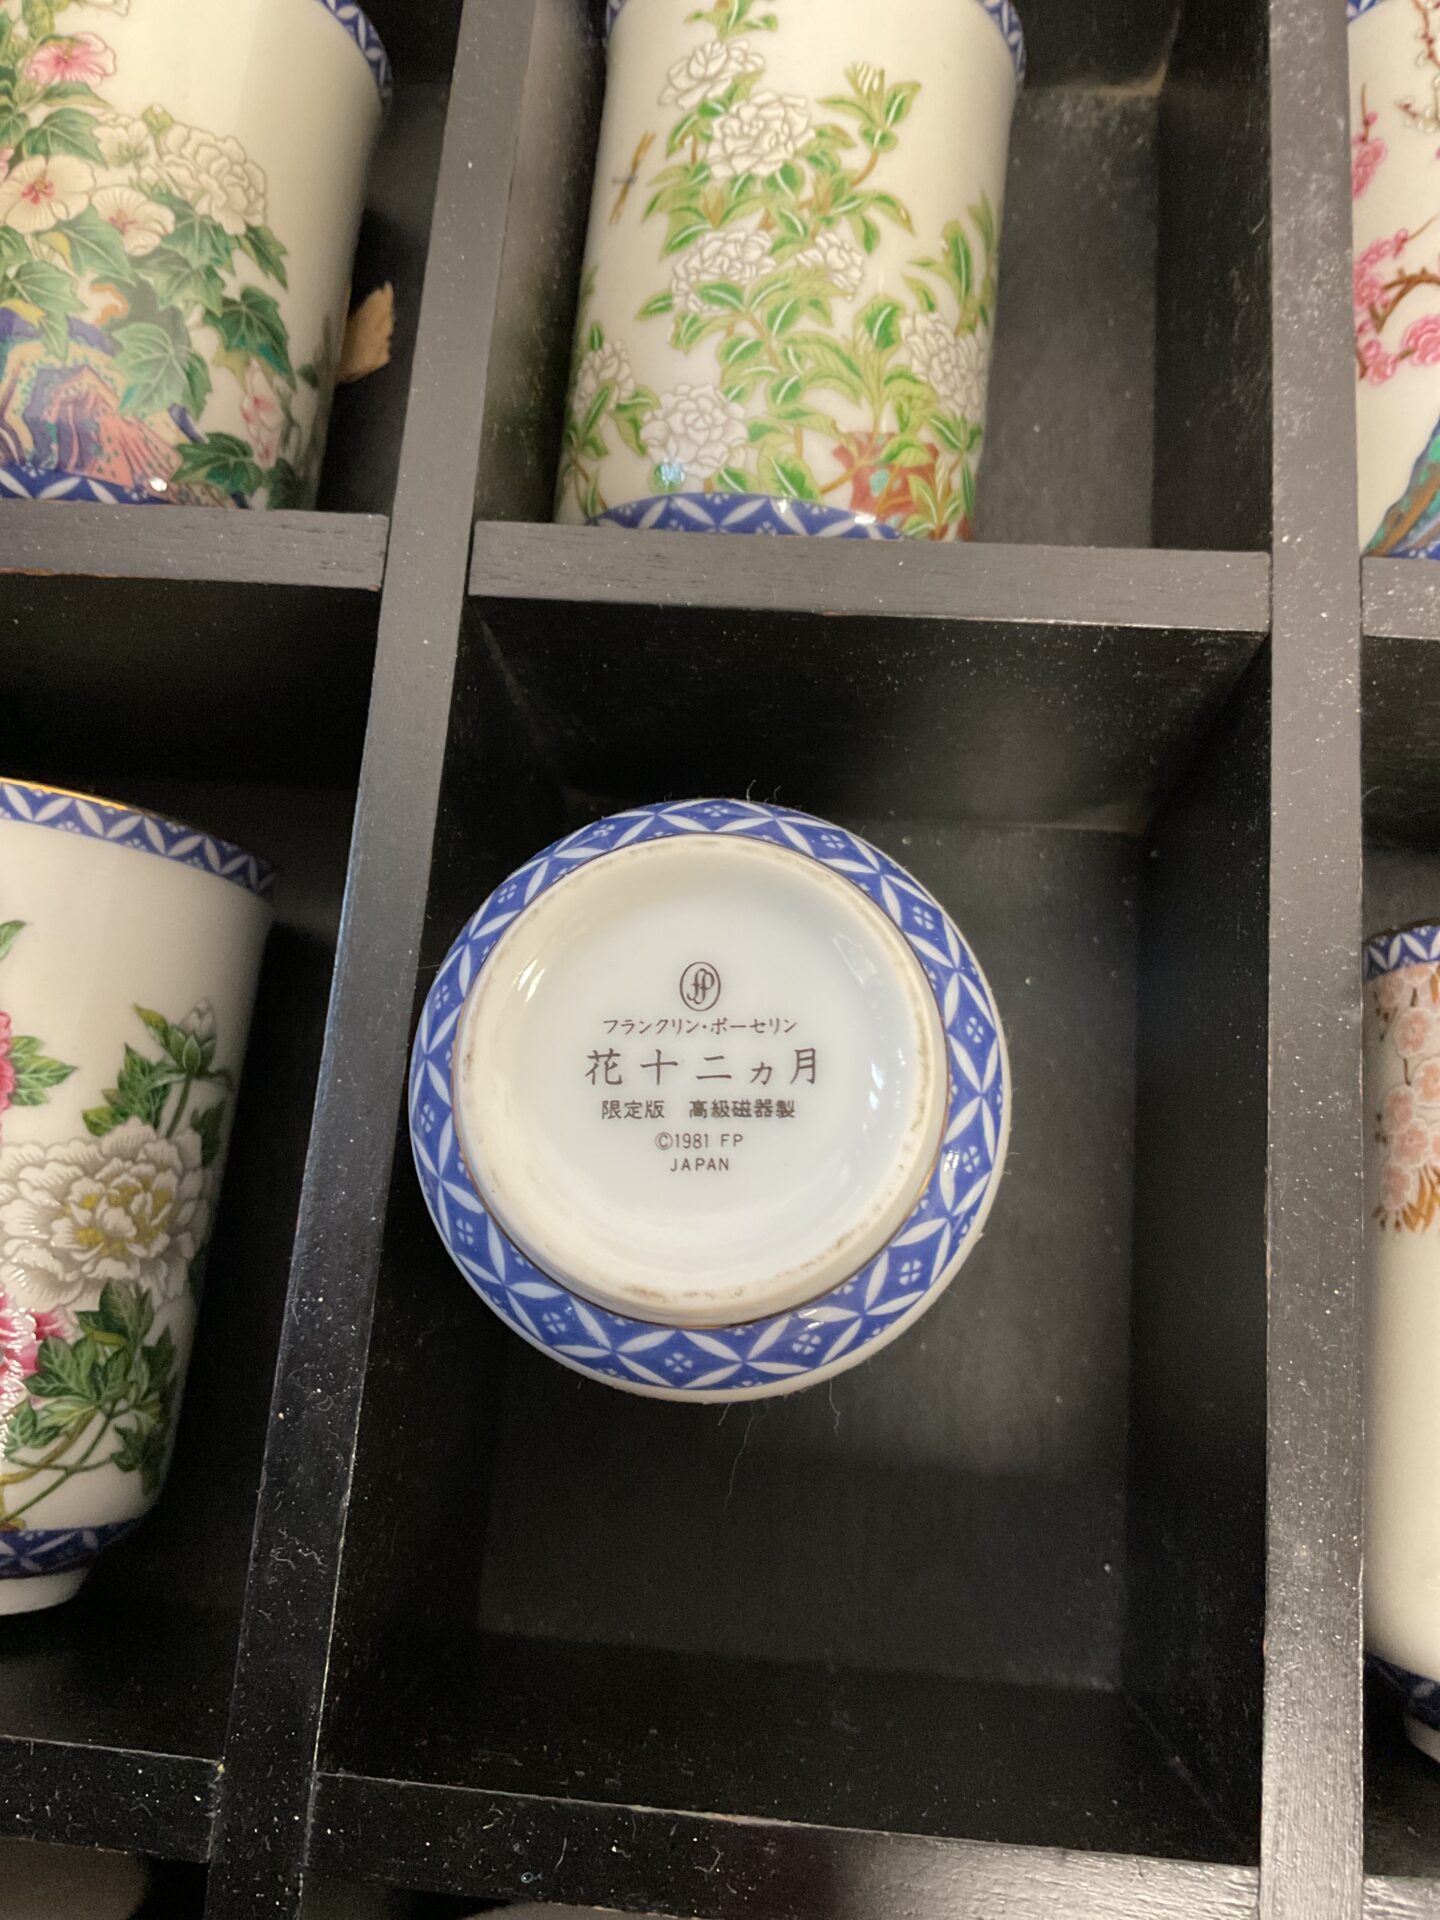 FP
フランクリン・ポーセリン
花十二ヵ月
限定版 高級磁器製
©1981 FP
JAPAN